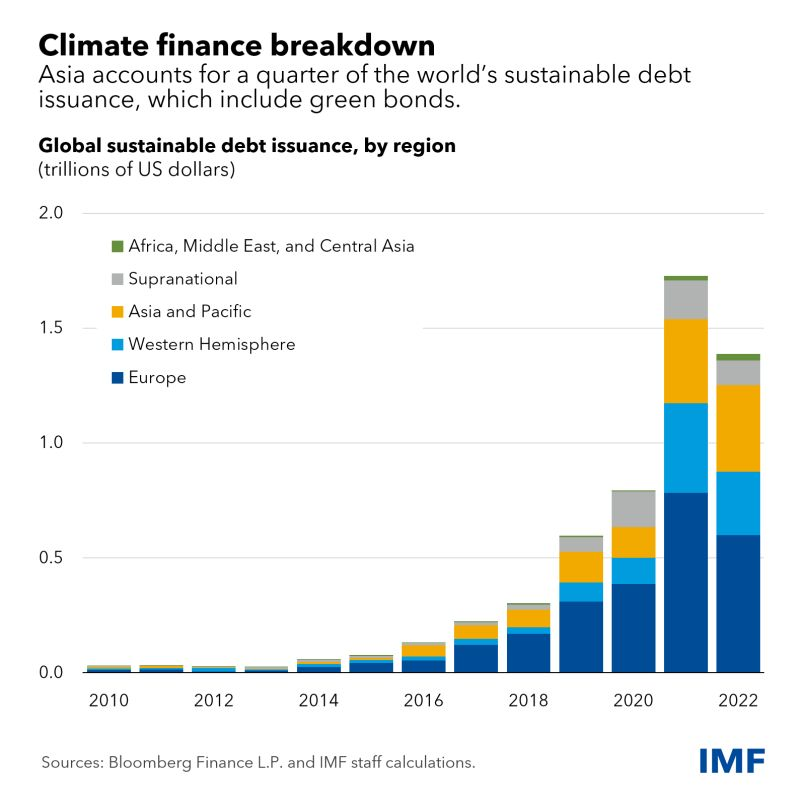 Climate finance breakdown
Asia accounts for a quarter of the world’s sustainable debt
issuance, which include green bonds.
Global sustainable debt issuance, by region
(trillions of US dollars)
2.0
Africa, Middle East, and Central Asia
Supranational
Asia and Pacific
1.5
Western Hemisphere
Europe
1.0
0.5
0.0
2010 2012 2014 2016 2018 2020 2022
Sources: Bloomberg Finance L.P. and IMF staff calculations.
IMF